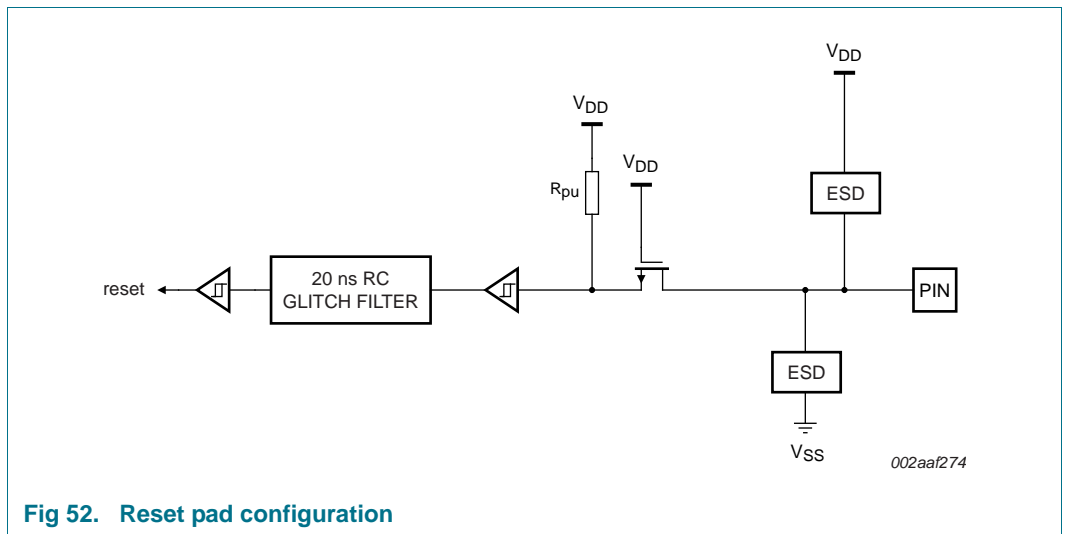 VDD
VDD
VDD
Rpu
ESD
20 ns RC
GLITCH FILTER
reset
PIN
ESD
VSS
002aaf274
Fig 52. Reset pad configuration